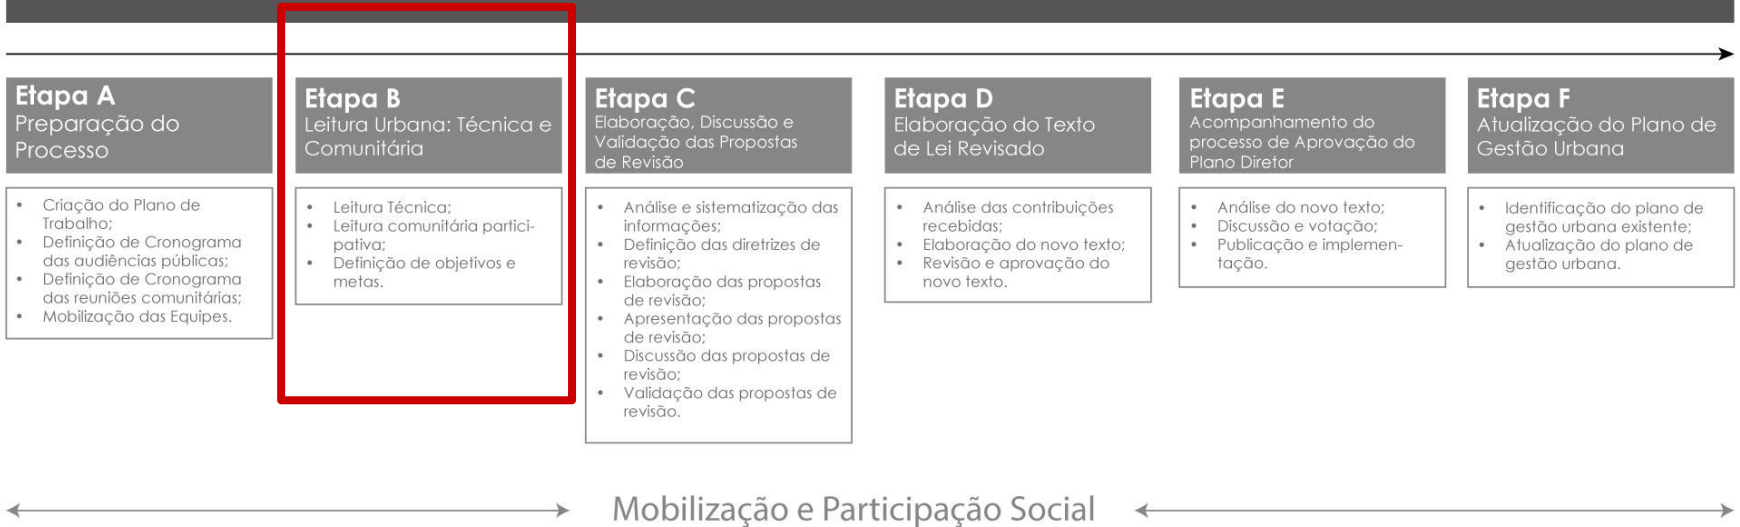 Etapa A
Preparação do
Processo
• Criação do Plano de
Trabalho;
• Definição de Cronograma
das audiências públicas;
• Definição de Cronograma
das reuniões comunitárias;
• Mobilização das Equipes.
Etapa B
Leitura Urbana: Técnica e
Comunitária
• Leitura Técnica;
• Leitura comunitária partici-
pativa;
• Definição de objetivos e
metas.
Etapa C
Elaboração, Discussão e
Validação das Propostas
de Revisão
• Análise e sistematização das
informações;
• Definição das diretrizes de
revisão;
• Elaboração das propostas
de revisão;
• Apresentação das propostas
de revisão;
• Discussão das propostas de
revisão;
• Validação das propostas de
revisão.
Etapa D
Elaboração do Texto
de Lei Revisado
• Análise das contribuições
recebidas;
• Elaboração do novo texto;
• Revisão e aprovação do
novo texto.
Etapa E
Acompanhamento do
processo de Aprovação do
Plano Diretor
• Análise do novo texto;
• Discussão e votação;
• Publicação e implemen-
tação.
Etapa F
Atualização do Plano de
Gestão Urbana
• Identificação do plano de
gestão urbana existente;
• Atualização do plano de
gestão urbana.
Mobilização e Participação Social